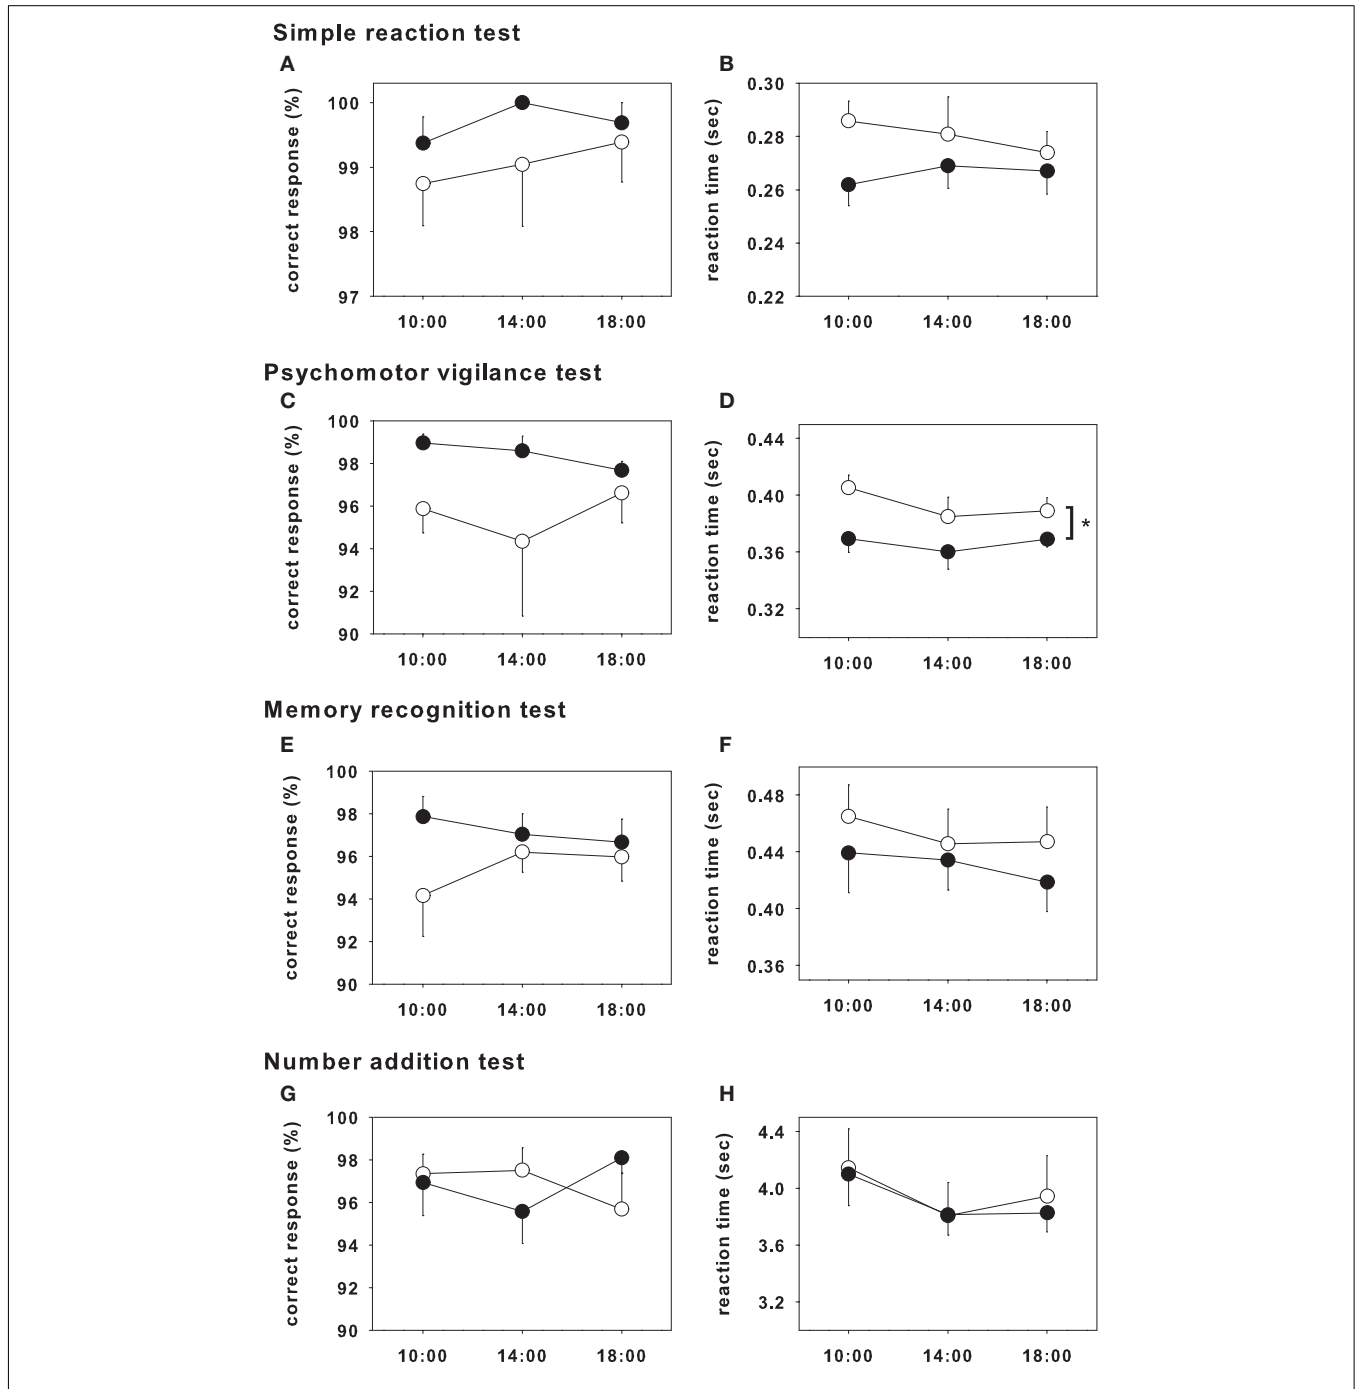 Simple reaction test
A
correct response (%)
100
99
98
97
10:00 14:00 18:00
B
reaction time (sec)
0.30
0.28
0.26
0.24
0.22
10:00 14:00 18:00
Psychomotor vigilance test
C
correct response (%)
100
98
96
94
92
90
10:00 14:00 18:00
D
reaction time (sec)
0.44
0.40
0.36
0.32
*
10:00 14:00 18:00
Memory recognition test
E
correct response (%)
100
98
96
94
92
90
10:00 14:00 18:00
F
reaction time (sec)
0.48
0.44
0.40
0.36
10:00 14:00 18:00
Number addition test
G
correct response (%)
100
98
96
94
92
90
10:00 14:00 18:00
H
reaction time (sec)
4.4
4.0
3.6
3.2
10:00 14:00 18:00